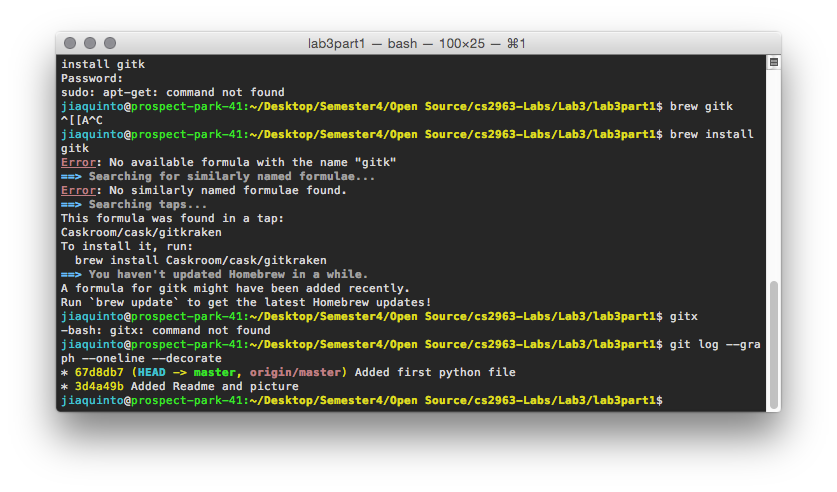 lab3part1 — bash — 100×25 — ⌘1
install gitk
Password:
sudo: apt-get: command not found
jiaquinto@prospect-park-41:~/Desktop/Semester4/Open Source/cs2963-Labs/Lab3/lab3part1$ brew gitk
^[[A^C
jiaquinto@prospect-park-41:~/Desktop/Semester4/Open Source/cs2963-Labs/Lab3/lab3part1$ brew install
gitk
Error: No available formula with the name "gitk"
==> Searching for similarly named formulae...
Error: No similarly named formulae found.
==> Searching taps...
This formula was found in a tap:
Caskroom/cask/gitkraken
To install it, run:
  brew install Caskroom/cask/gitkraken
==> You haven't updated Homebrew in a while.
A formula for gitk might have been added recently.
Run `brew update` to get the latest Homebrew updates!
jiaquinto@prospect-park-41:~/Desktop/Semester4/Open Source/cs2963-Labs/Lab3/lab3part1$ gitx
-bash: gitx: command not found
jiaquinto@prospect-park-41:~/Desktop/Semester4/Open Source/cs2963-Labs/Lab3/lab3part1$ git log --gra
ph --oneline --decorate
* 67d8db7 (HEAD -> master, origin/master) Added first python file
* 3d4a49b Added Readme and picture
jiaquinto@prospect-park-41:~/Desktop/Semester4/Open Source/cs2963-Labs/Lab3/lab3part1$